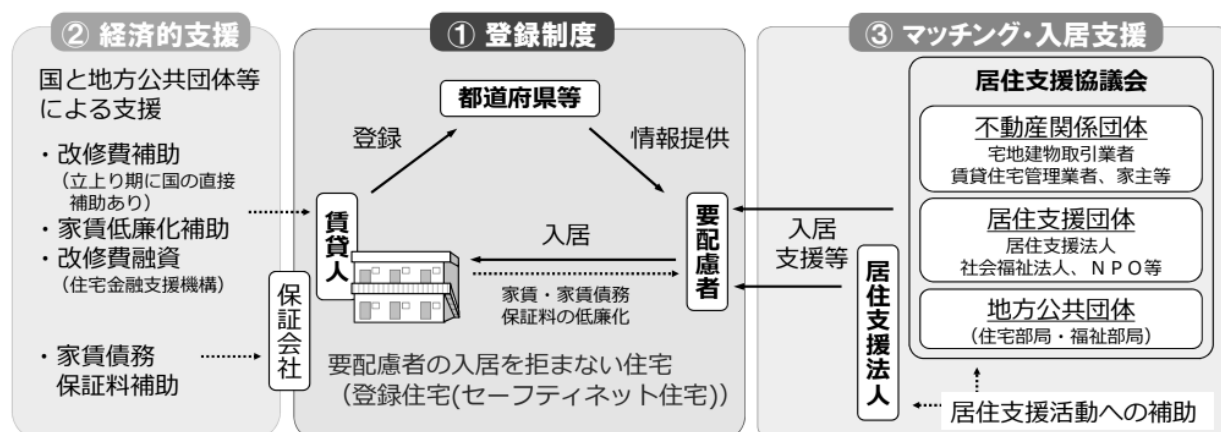 ② 経済的支援
国と地方公共団体等
による支援
・改修費補助
(立上り期に国の直接
補助あり)
・家賃低廉化補助
・改修費融資
(住宅金融支援機構)
・家賃債務
保証料補助
保証会社
① 登録制度
都道府県等
登録
情報提供
賃貸人
要配慮者
入居
家賃・家賃債務
保証料の低廉化
要配慮者の入居を拒まない住宅
（登録住宅(セーフティネット住宅)）
③ マッチング・入居支援
居住支援協議会
不動産関係団体
宅地建物取引業者
賃貸住宅管理業者、家主等
居住支援団体
居住支援法人
社会福祉法人、ＮＰＯ等
地方公共団体
(住宅部局・福祉部局)
入居
支援等
居住支援法人
居住支援活動への補助